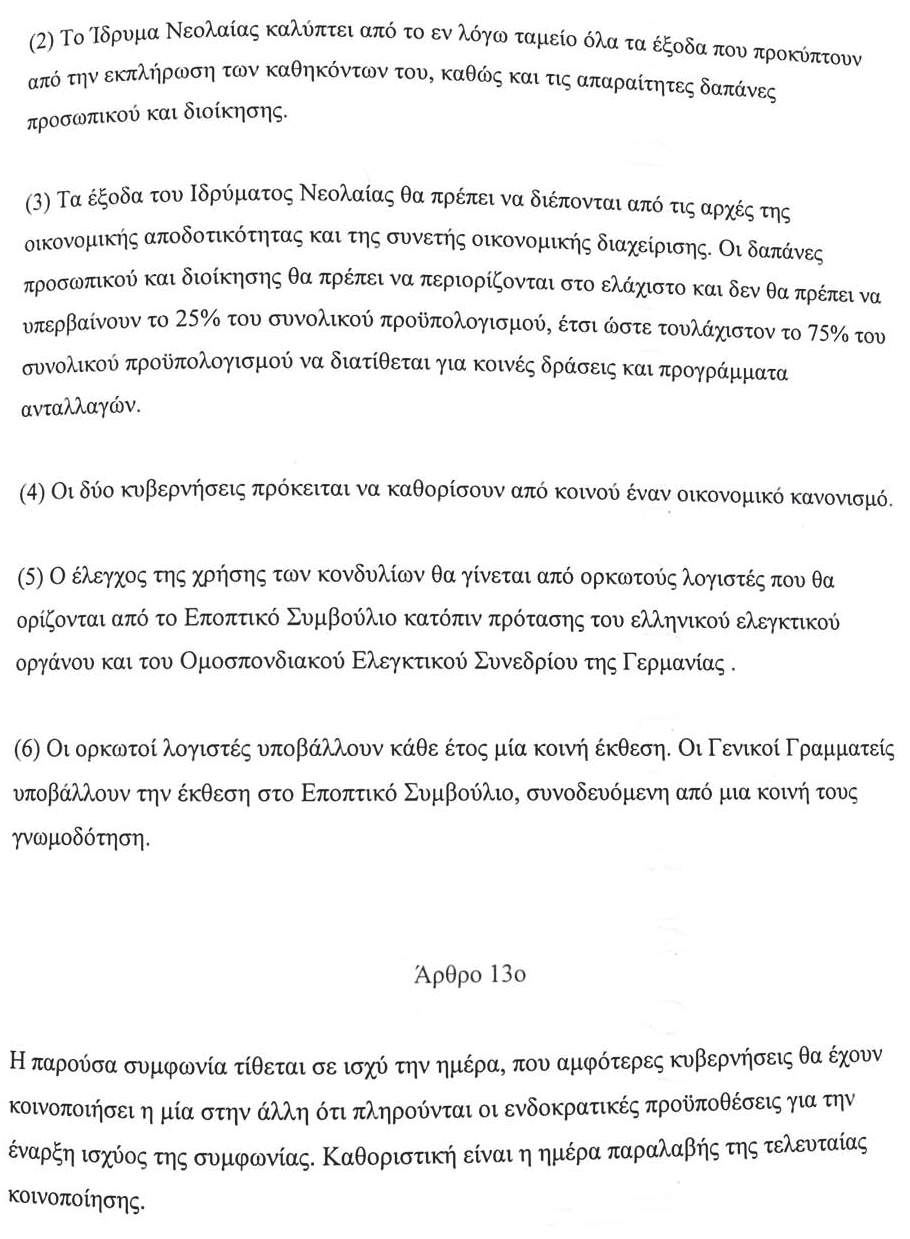 (2) Το Ίδρυμα Νεολαίας καλύπτει από το εν λόγω ταμείο όλα τα έξοδα που προκύπτουν
από την εκπλήρωση των καθηκόντων του, καθώς και τις απαραίτητες δαπάνες
προσωπικού και διοίκησης.
(3) Τα έξοδα του Ιδρύματος Νεολαίας θα πρέπει να διέπονται από τις αρχές της
οικονομικής αποδοτικότητας και της συνετής οικονομικής διαχείρισης. Οι δαπάνες
προσωπικού και διοίκησης θα πρέπει να περιορίζονται στο ελάχιστο και δεν θα πρέπει να
υπερβαίνουν το 25% του συνολικού προϋπολογισμού, έτσι ώστε τουλάχιστον το 75% του
συνολικού προϋπολογισμού να διατίθεται για κοινές δράσεις και προγράμματα
ανταλλαγών.
(4) Οι δύο κυβερνήσεις πρόκειται να καθορίσουν από κοινού έναν οικονομικό κανονισμό.
(5) Ο έλεγχος της χρήσης των κονδυλίων θα γίνεται από ορκωτούς λογιστές που θα
ορίζονται από το Εποπτικό Συμβούλιο κατόπιν πρότασης του ελληνικού ελεγκτικού
οργάνου και του Ομοσπονδιακού Ελεγκτικού Συνεδρίου της Γερμανίας .
(6) Οι ορκωτοί λογιστές υποβάλλουν κάθε έτος μία κοινή έκθεση. Οι Γενικοί Γραμματείς
υποβάλλουν την έκθεση στο Εποπτικό Συμβούλιο, συνοδευόμενη από μια κοινή τους
γνωμοδότηση.
Άρθρο 13ο
Η παρούσα συμφωνία τίθεται σε ισχύ την ημέρα, που αμφότερες κυβερνήσεις θα έχουν
κοινοποιήσει η μία στην άλλη ότι πληρούνται οι ενδοκρατικές προϋποθέσεις για την
έναρξη ισχύος της συμφωνίας. Καθοριστική είναι η ημέρα παραλαβής της τελευταίας
κοινοποίησης.